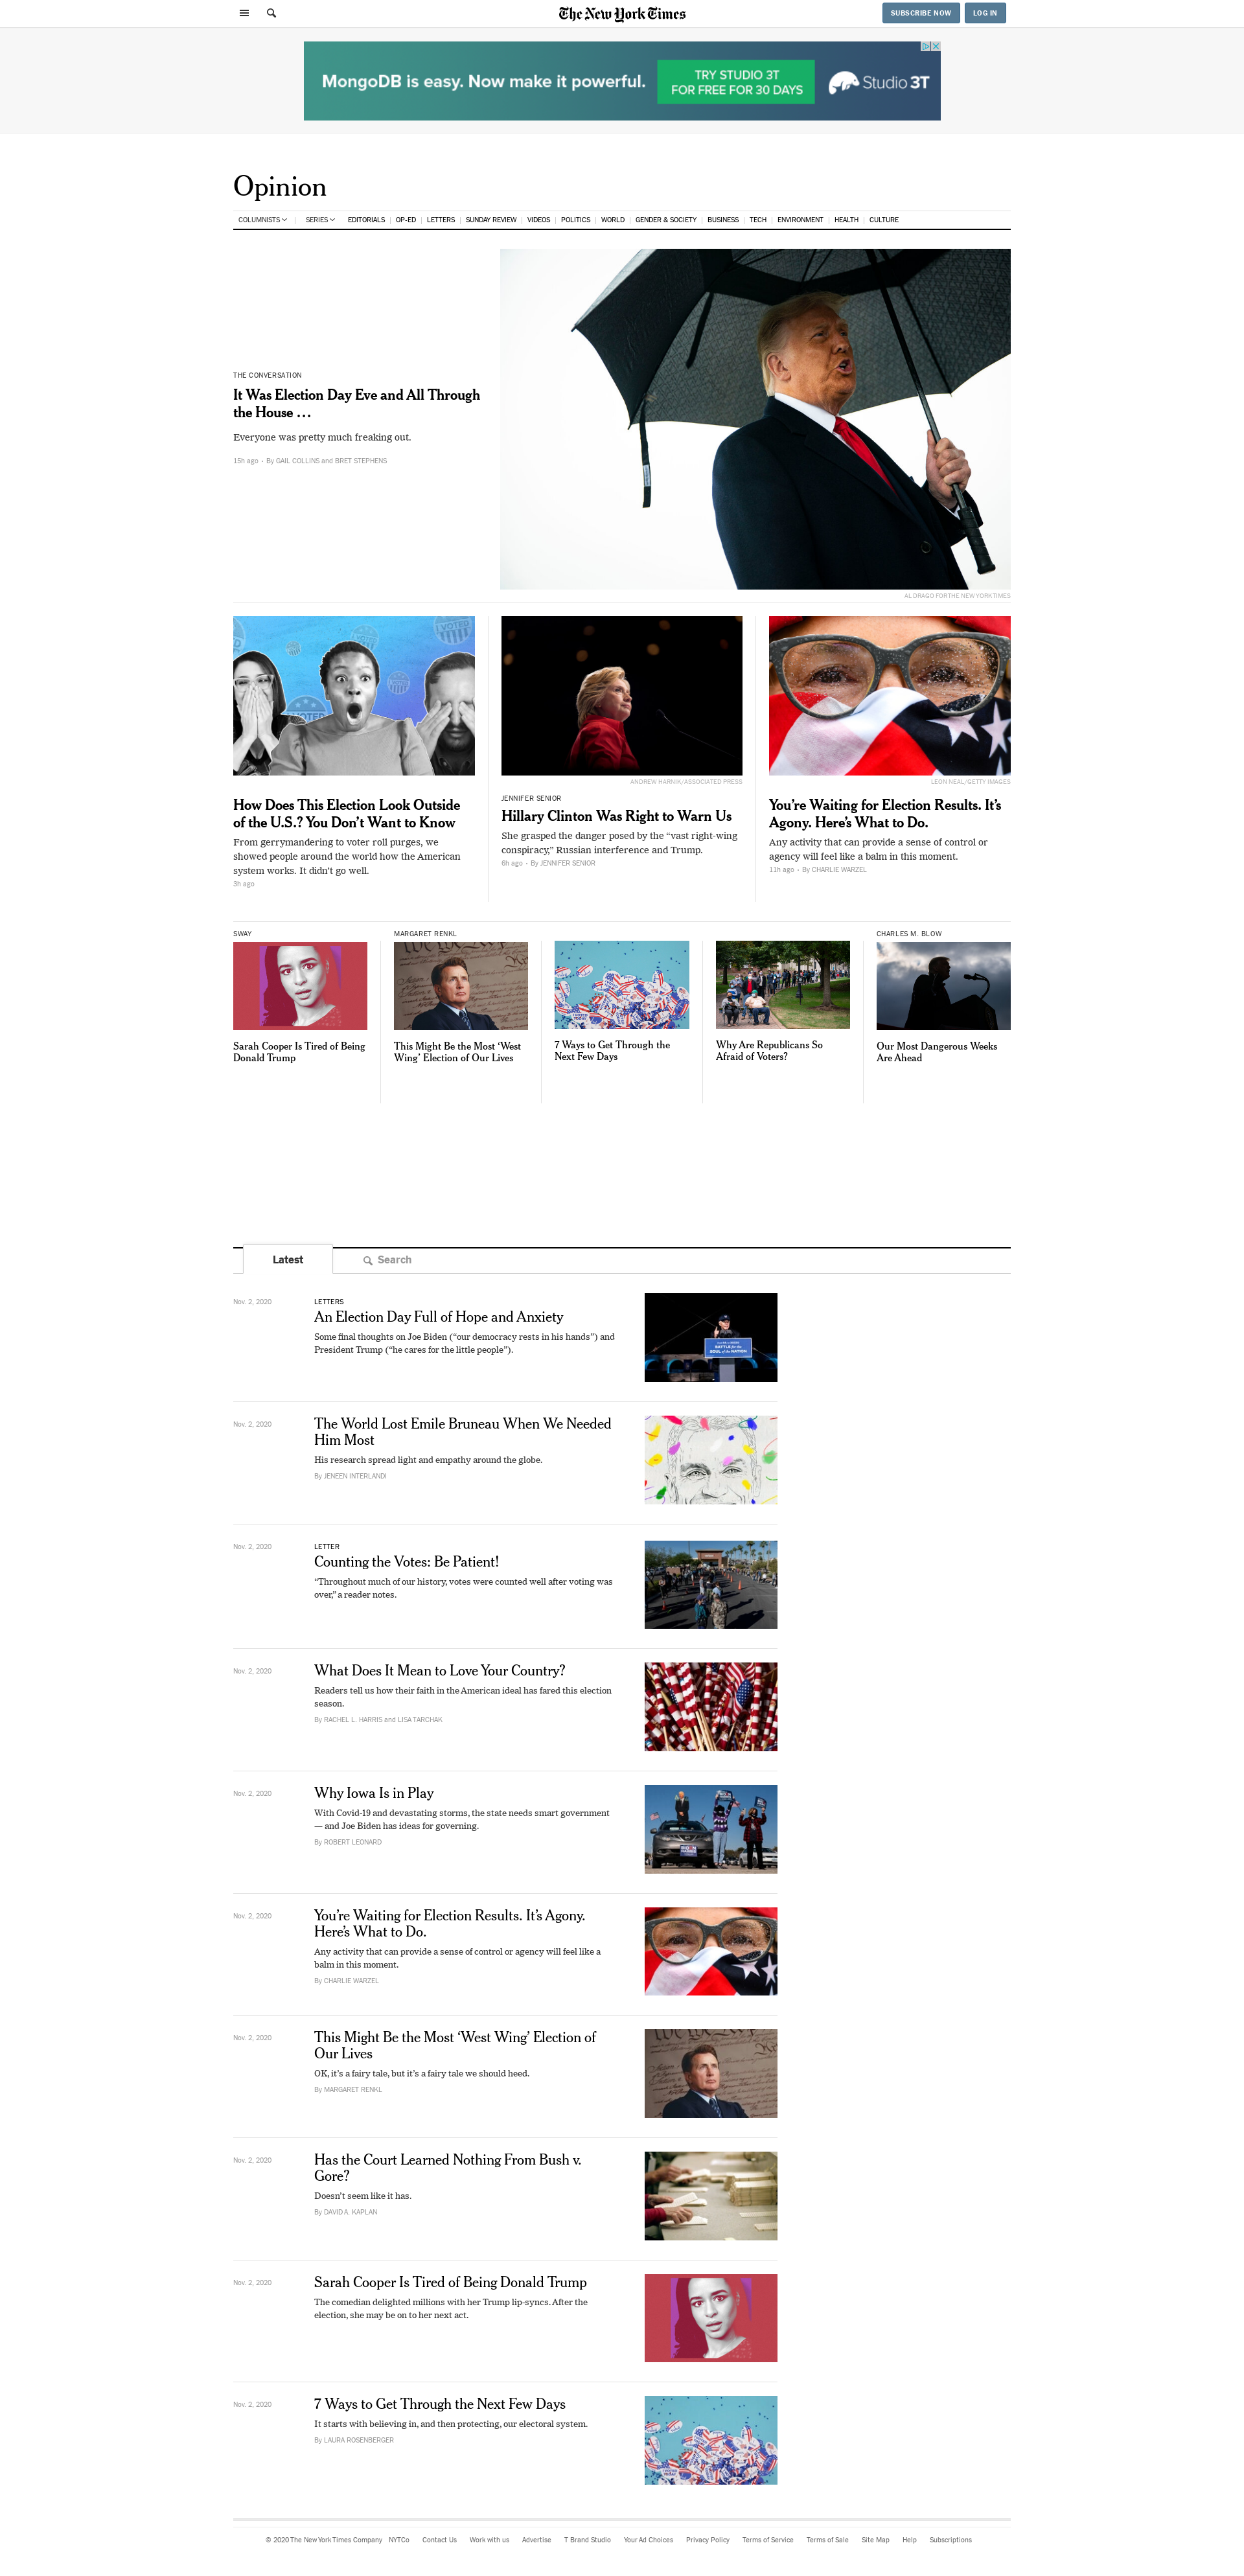 The New York Times
SUBSCRIBE NOW
LOG IN
MongoDB is easy. Now make it powerful.
TRY STUDIO 3T
FOR FREE FOR 30 DAYS
Studio 3T
Opinion
COLUMNISTS
SERIES
EDITORIALS
OP-ED
LETTERS
SUNDAY REVIEW
VIDEOS
POLITICS
WORLD
GENDER & SOCIETY
BUSINESS
TECH
ENVIRONMENT
HEALTH
CULTURE
THE CONVERSATION
It Was Election Day Eve and All Through
the House …
Everyone was pretty much freaking out.
15h ago • By GAIL COLLINS and BRET STEPHENS
AL DRAGO FOR THE NEW YORK TIMES
I VOTED
VOTED
How Does This Election Look Outside
of the U.S.? You Don’t Want to Know
From gerrymandering to voter roll purges, we
showed people around the world how the American
system works. It didn't go well.
3h ago
ANDREW HARNIK/ASSOCIATED PRESS
JENNIFER SENIOR
Hillary Clinton Was Right to Warn Us
She grasped the danger posed by the “vast right-wing
conspiracy,” Russian interference and Trump.
6h ago • By JENNIFER SENIOR
LEON NEAL/GETTY IMAGES
You’re Waiting for Election Results. It’s
Agony. Here’s What to Do.
Any activity that can provide a sense of control or
agency will feel like a balm in this moment.
11h ago • By CHARLIE WARZEL
SWAY
Sarah Cooper Is Tired of Being
Donald Trump
MARGARET RENKL
This Might Be the Most ‘West
Wing’ Election of Our Lives
7 Ways to Get Through the
Next Few Days
Why Are Republicans So
Afraid of Voters?
CHARLES M. BLOW
Our Most Dangerous Weeks
Are Ahead
Latest
Search
Nov. 2, 2020
LETTERS
An Election Day Full of Hope and Anxiety
Some final thoughts on Joe Biden (“our democracy rests in his hands”) and
President Trump (“he cares for the little people”).
BATTLE for the
SOUL of the NATION
Nov. 2, 2020
The World Lost Emile Bruneau When We Needed
Him Most
His research spread light and empathy around the globe.
By JENEEN INTERLANDI
Nov. 2, 2020
LETTER
Counting the Votes: Be Patient!
“Throughout much of our history, votes were counted well after voting was
over,” a reader notes.
Nov. 2, 2020
What Does It Mean to Love Your Country?
Readers tell us how their faith in the American ideal has fared this election
season.
By RACHEL L. HARRIS and LISA TARCHAK
Nov. 2, 2020
Why Iowa Is in Play
With Covid-19 and devastating storms, the state needs smart government
— and Joe Biden has ideas for governing.
By ROBERT LEONARD
Nov. 2, 2020
You’re Waiting for Election Results. It’s Agony.
Here’s What to Do.
Any activity that can provide a sense of control or agency will feel like a
balm in this moment.
By CHARLIE WARZEL
Nov. 2, 2020
This Might Be the Most ‘West Wing’ Election of
Our Lives
OK, it’s a fairy tale, but it’s a fairy tale we should heed.
By MARGARET RENKL
Nov. 2, 2020
Has the Court Learned Nothing From Bush v.
Gore?
Doesn’t seem like it has.
By DAVID A. KAPLAN
Nov. 2, 2020
Sarah Cooper Is Tired of Being Donald Trump
The comedian delighted millions with her Trump lip-syncs. After the
election, she may be on to her next act.
Nov. 2, 2020
7 Ways to Get Through the Next Few Days
It starts with believing in, and then protecting, our electoral system.
By LAURA ROSENBERGER
© 2020 The New York Times Company
NYTCo
Contact Us
Work with us
Advertise
T Brand Studio
Your Ad Choices
Privacy Policy
Terms of Service
Terms of Sale
Site Map
Help
Subscriptions